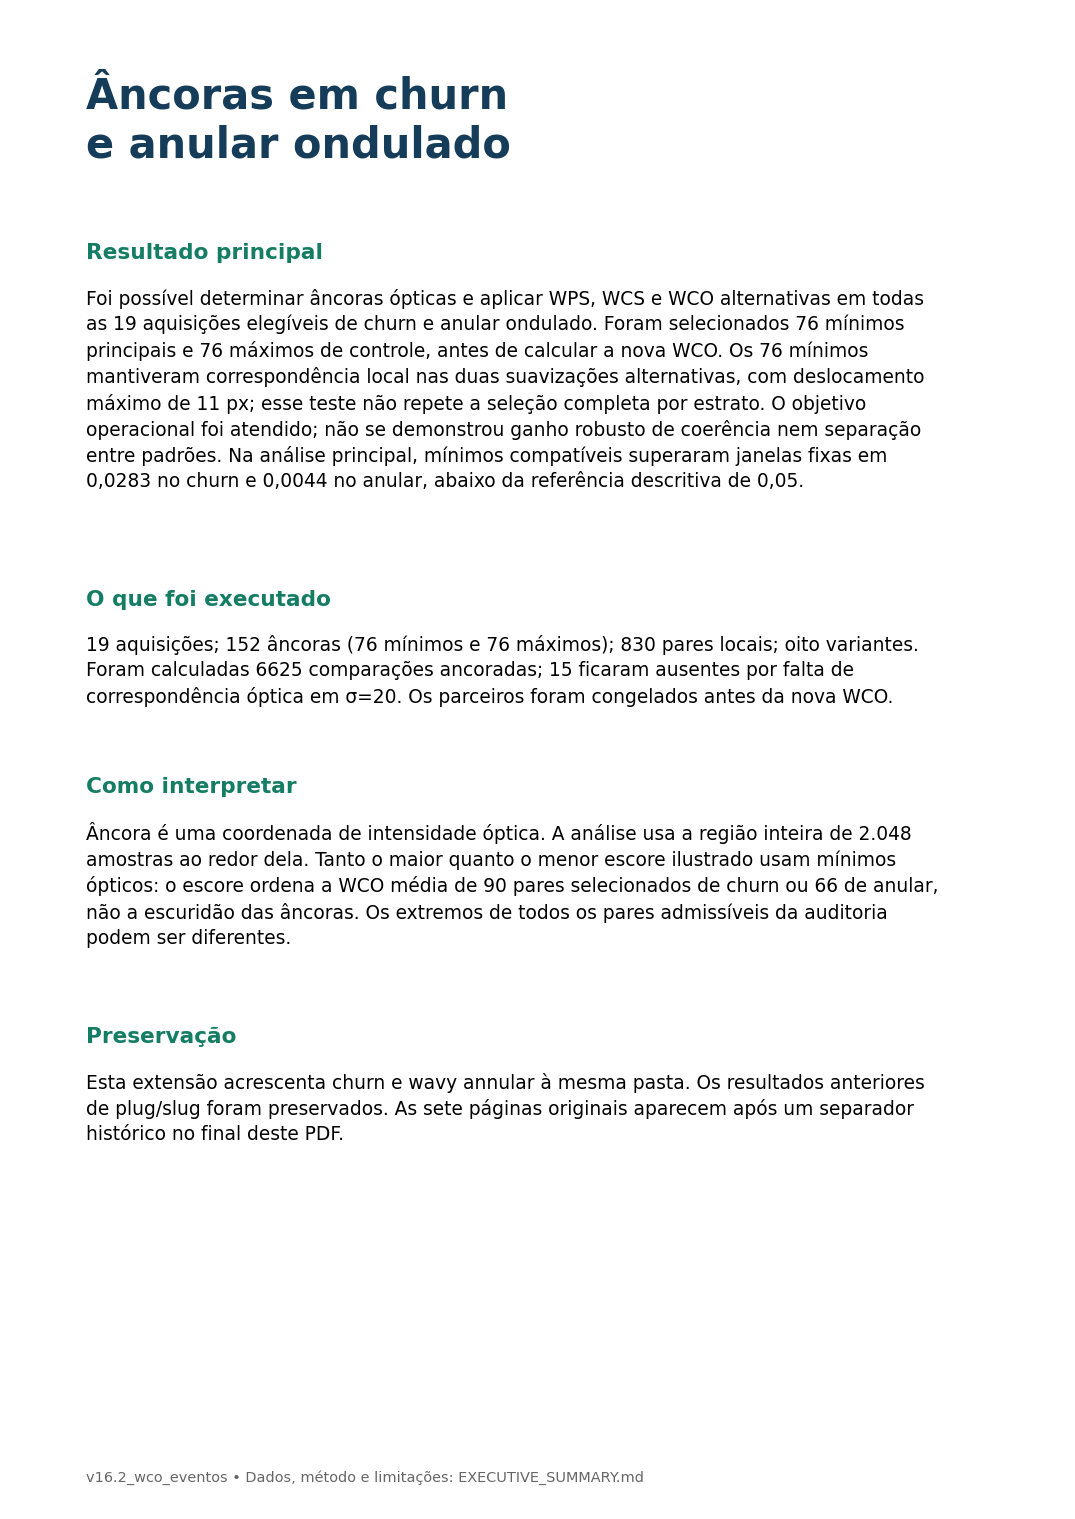 Âncoras em churn
e anular ondulado
Resultado principal
Foi possível determinar âncoras ópticas e aplicar WPS, WCS e WCO alternativas em todas
as 19 aquisições elegíveis de churn e anular ondulado. Foram selecionados 76 mínimos
principais e 76 máximos de controle, antes de calcular a nova WCO. Os 76 mínimos
mantiveram correspondência local nas duas suavizações alternativas, com deslocamento
máximo de 11 px; esse teste não repete a seleção completa por estrato. O objetivo
operacional foi atendido; não se demonstrou ganho robusto de coerência nem separação
entre padrões. Na análise principal, mínimos compatíveis superaram janelas fixas em
0,0283 no churn e 0,0044 no anular, abaixo da referência descritiva de 0,05.
O que foi executado
19 aquisições; 152 âncoras (76 mínimos e 76 máximos); 830 pares locais; oito variantes.
Foram calculadas 6625 comparações ancoradas; 15 ficaram ausentes por falta de
correspondência óptica em σ=20. Os parceiros foram congelados antes da nova WCO.
Como interpretar
Âncora é uma coordenada de intensidade óptica. A análise usa a região inteira de 2.048
amostras ao redor dela. Tanto o maior quanto o menor escore ilustrado usam mínimos
ópticos: o escore ordena a WCO média de 90 pares selecionados de churn ou 66 de anular,
não a escuridão das âncoras. Os extremos de todos os pares admissíveis da auditoria
podem ser diferentes.
Preservação
Esta extensão acrescenta churn e wavy annular à mesma pasta. Os resultados anteriores
de plug/slug foram preservados. As sete páginas originais aparecem após um separador
histórico no final deste PDF.
v16.2_wco_eventos • Dados, método e limitações: EXECUTIVE_SUMMARY.md